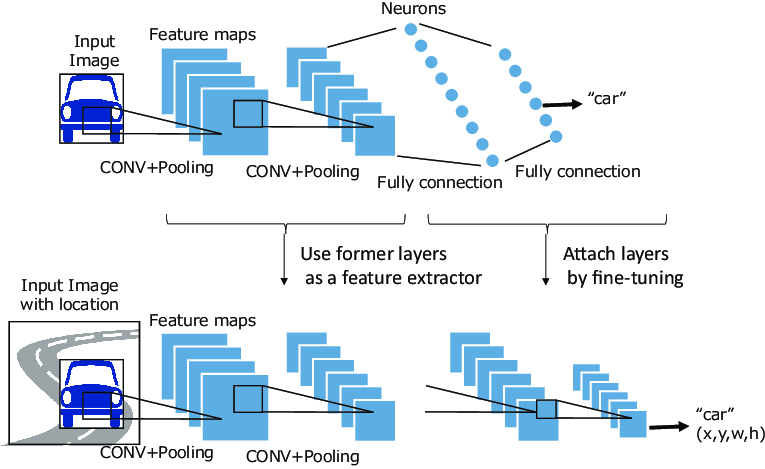 Neurons
Input
Image
Feature maps
"car"
CONV+Pooling
CONV+Pooling
Fully connection
Fully connection
Use former layers
as a feature extractor
Attach layers
by fine-tuning
Input Image
with location
Feature maps
"car"
(x,y,w,h)
CONV+Pooling
CONV+Pooling